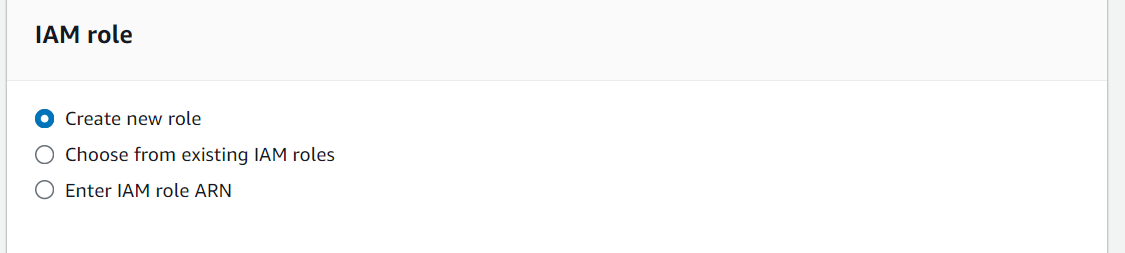 IAM role
Create new role
Choose from existing IAM roles
Enter IAM role ARN